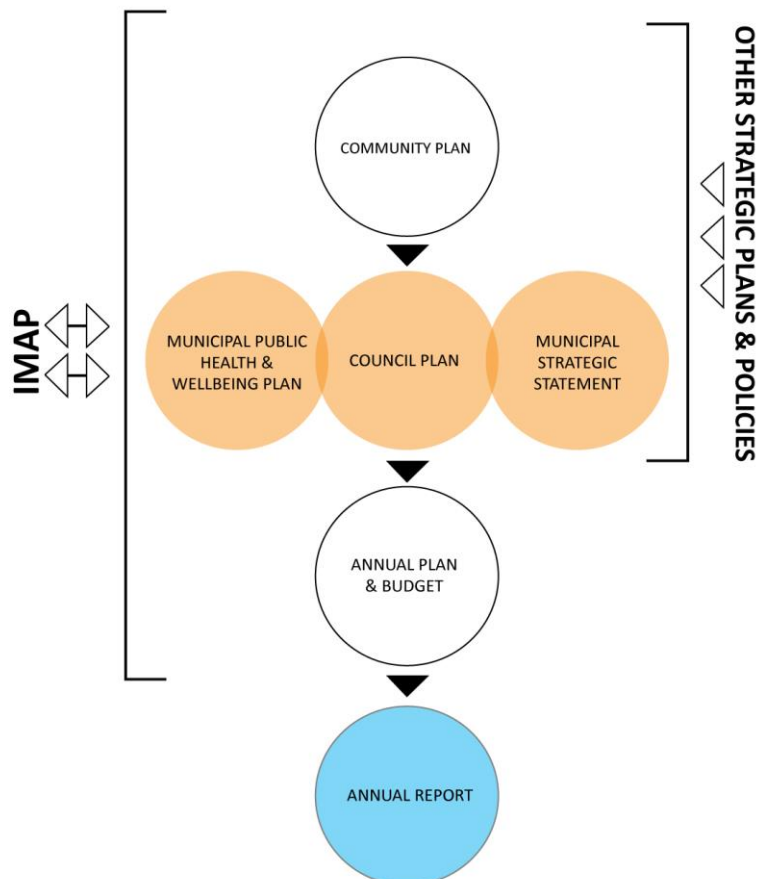 COMMUNITY PLAN
MUNICIPAL PUBLIC
HEALTH &
WELLBEING PLAN
COUNCIL PLAN
MUNICIPAL
STRATEGIC
STATEMENT
ANNUAL PLAN
& BUDGET
ANNUAL REPORT
IMAP
OTHER STRATEGIC PLANS & POLICIES